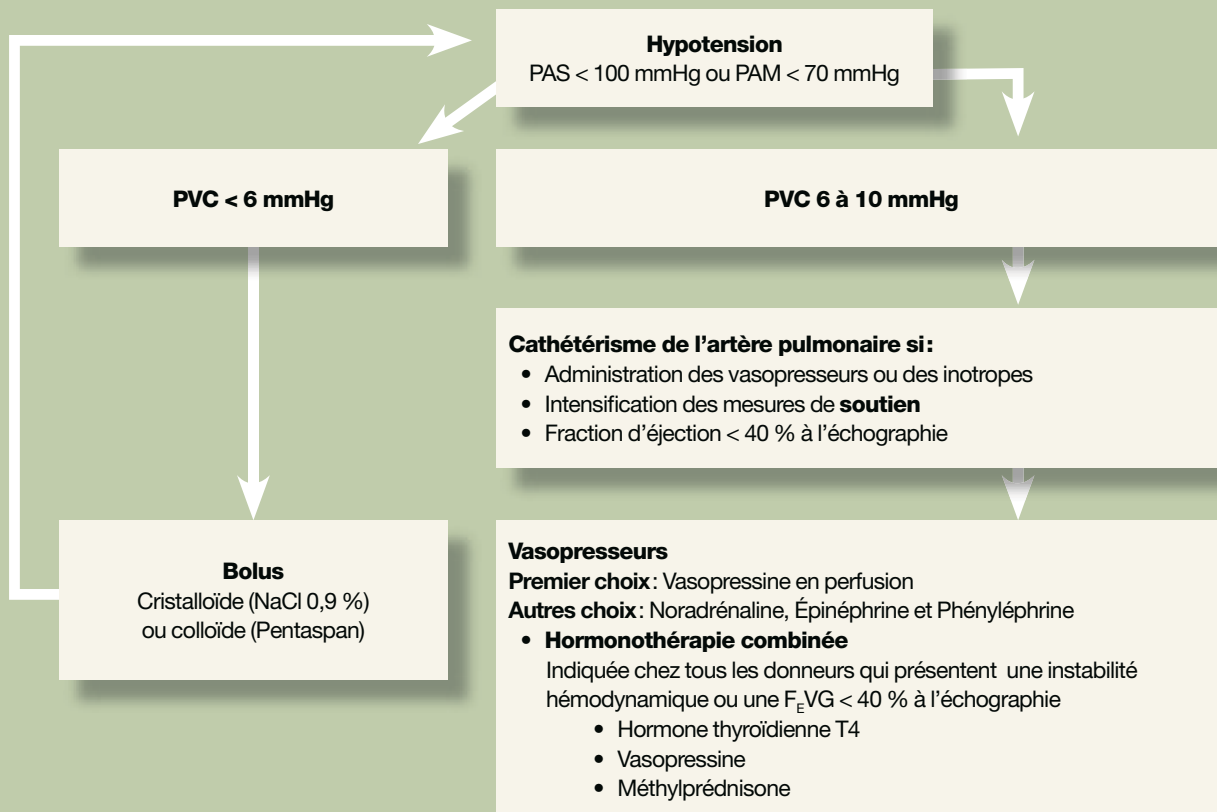 Hypotension
PAS < 100 mmHg ou PAM < 70 mmHg
PVC < 6 mmHg
PVC 6 à 10 mmHg
Cathétérisme de l’artère pulmonaire si :
• Administration des vasopresseurs ou des inotropes
• Intensification des mesures de soutien
• Fraction d’éjection < 40 % à l’échographie
Bolus
Cristalloïde (NaCl 0,9 %)
ou colloïde (Pentaspan)
Vasopresseurs
Premier choix : Vasopressine en perfusion
Autres choix : Noradrénaline, Épinéphrine et Phényléphrine
• Hormonothérapie combinée
Indiquée chez tous les donneurs qui présentent une instabilité
hémodynamique ou une FEVG < 40 % à l’échographie
• Hormone thyroïdienne T4
• Vasopressine
• Méthylprédnisone